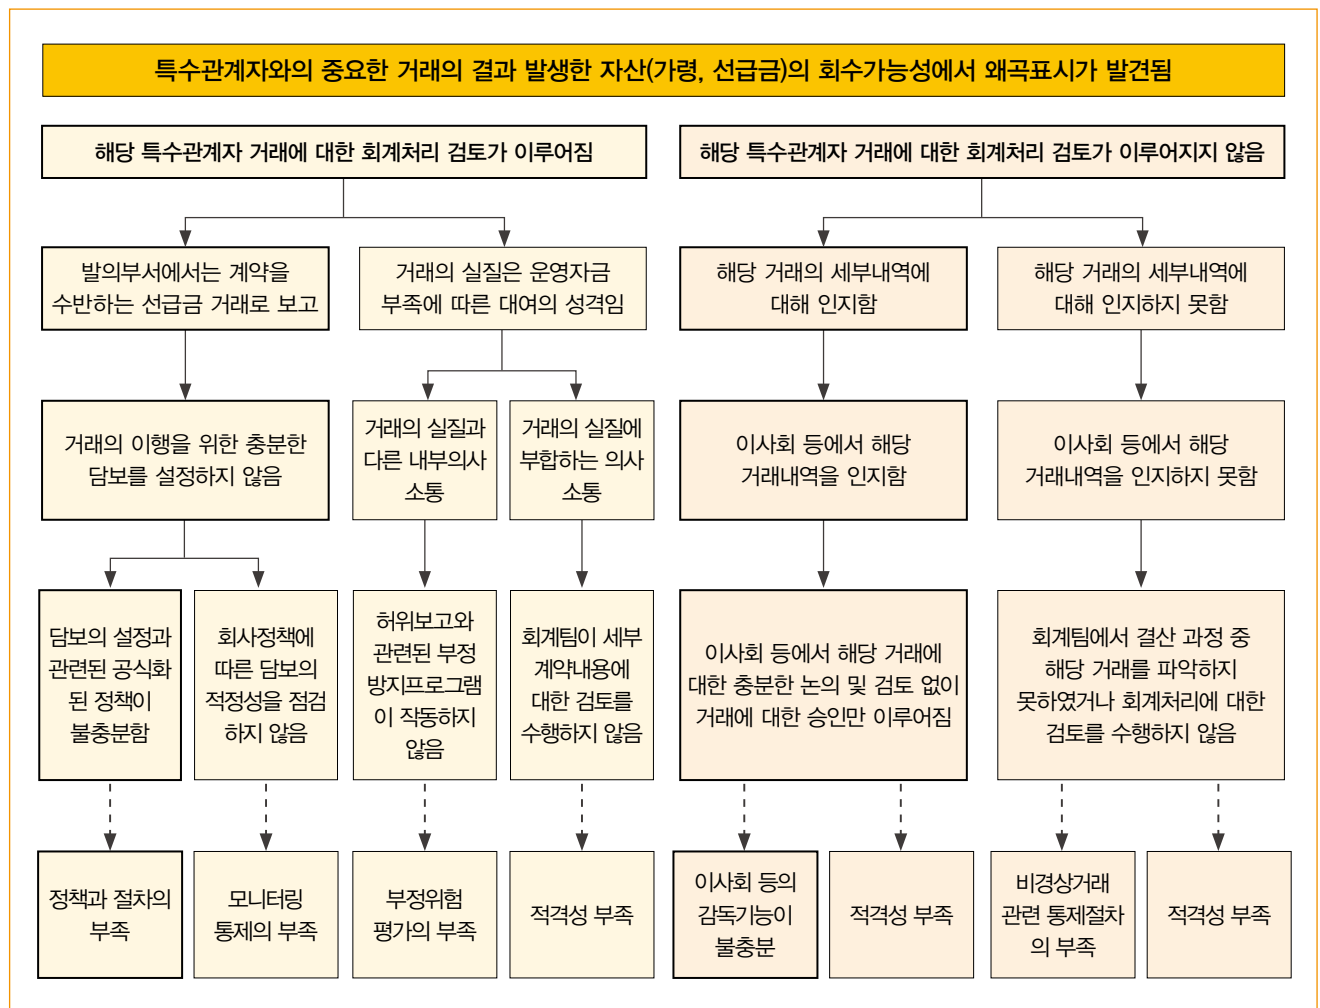 특수관계자와의 중요한 거래의 결과 발생한 자산(가령, 선급금)의 회수가능성에서 왜곡표시가 발견됨
해당 특수관계자 거래에 대한 회계처리 검토가 이루어짐
해당 특수관계자 거래에 대한 회계처리 검토가 이루어지지 않음
발의부서에서는 계약을
수반하는 선급금 거래로 보고
거래의 실질은 운영자금
부족에 따른 대여의 성격임
해당 거래의 세부내역에
대해 인지함
해당 거래의 세부내역에
대해 인지하지 못함
거래의 이행을 위한 충분한
담보를 설정하지 않음
거래의 실질과
다른 내부의사
소통
거래의 실질에
부합하는 의사
소통
이사회 등에서 해당
거래내역을 인지함
이사회 등에서 해당
거래내역을 인지하지 못함
담보의 설정과
관련된 공식화
된 정책이
불충분함
회사정책에
따른 담보의
적정성을 점검
하지 않음
허위보고와
관련된 부정
방지프로그램
이 작동하지
않음
회계팀이 세부
계약내용에
대한 검토를
수행하지 않음
이사회 등에서 해당 거래에
대한 충분한 논의 및 검토 없이
거래에 대한 승인만 이루어짐
회계팀에서 결산 과정 중
해당 거래를 파악하지
못하였거나 회계처리에 대한
검토를 수행하지 않음
정책과 절차의
부족
모니터링
통제의 부족
부정위험
평가의 부족
적격성 부족
이사회 등의
감독기능이
불충분
적격성 부족
비경상거래
관련 통제절차
의 부족
적격성 부족